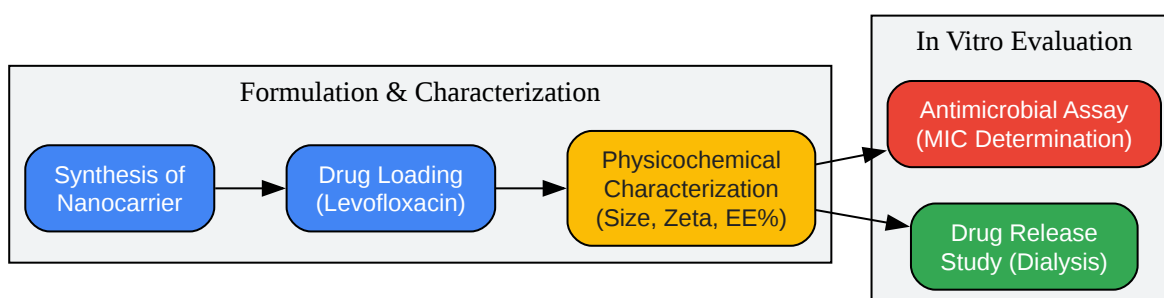 Formulation & Characterization
Synthesis of
Nanocarrier
Drug Loading
(Levofloxacin)
Physicochemical
Characterization
(Size, Zeta, EE%)
In Vitro Evaluation
Antimicrobial Assay
(MIC Determination)
Drug Release
Study (Dialysis)